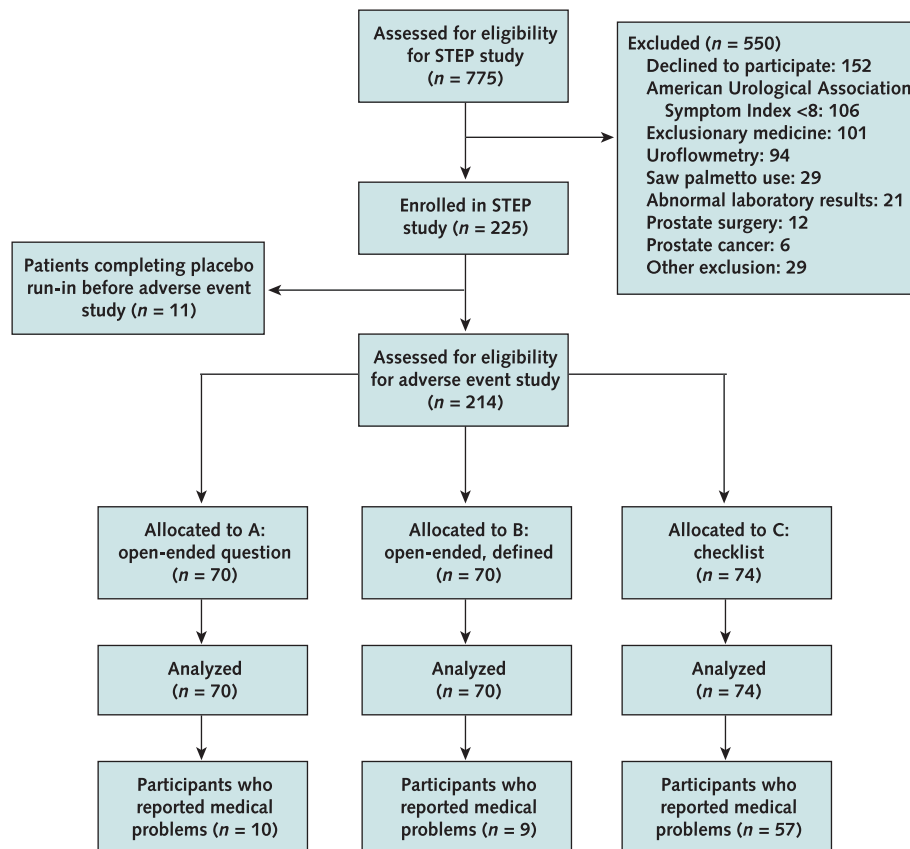 Assessed for eligibility
for STEP study
(n = 775)
Excluded (n = 550)
Declined to participate: 152
American Urological Association
Symptom Index <8: 106
Exclusionary medicine: 101
Uroflowmetry: 94
Saw palmetto use: 29
Abnormal laboratory results: 21
Prostate surgery: 12
Prostate cancer: 6
Other exclusion: 29
Enrolled in STEP
study (n = 225)
Patients completing placebo
run-in before adverse event
study (n = 11)
Assessed for eligibility
for adverse event study
(n = 214)
Allocated to A:
open-ended question
(n = 70)
Allocated to B:
open-ended, defined
(n = 70)
Allocated to C:
checklist
(n = 74)
Analyzed
(n = 70)
Analyzed
(n = 70)
Analyzed
(n = 74)
Participants who
reported medical
problems (n = 10)
Participants who
reported medical
problems (n = 9)
Participants who
reported medical
problems (n = 57)